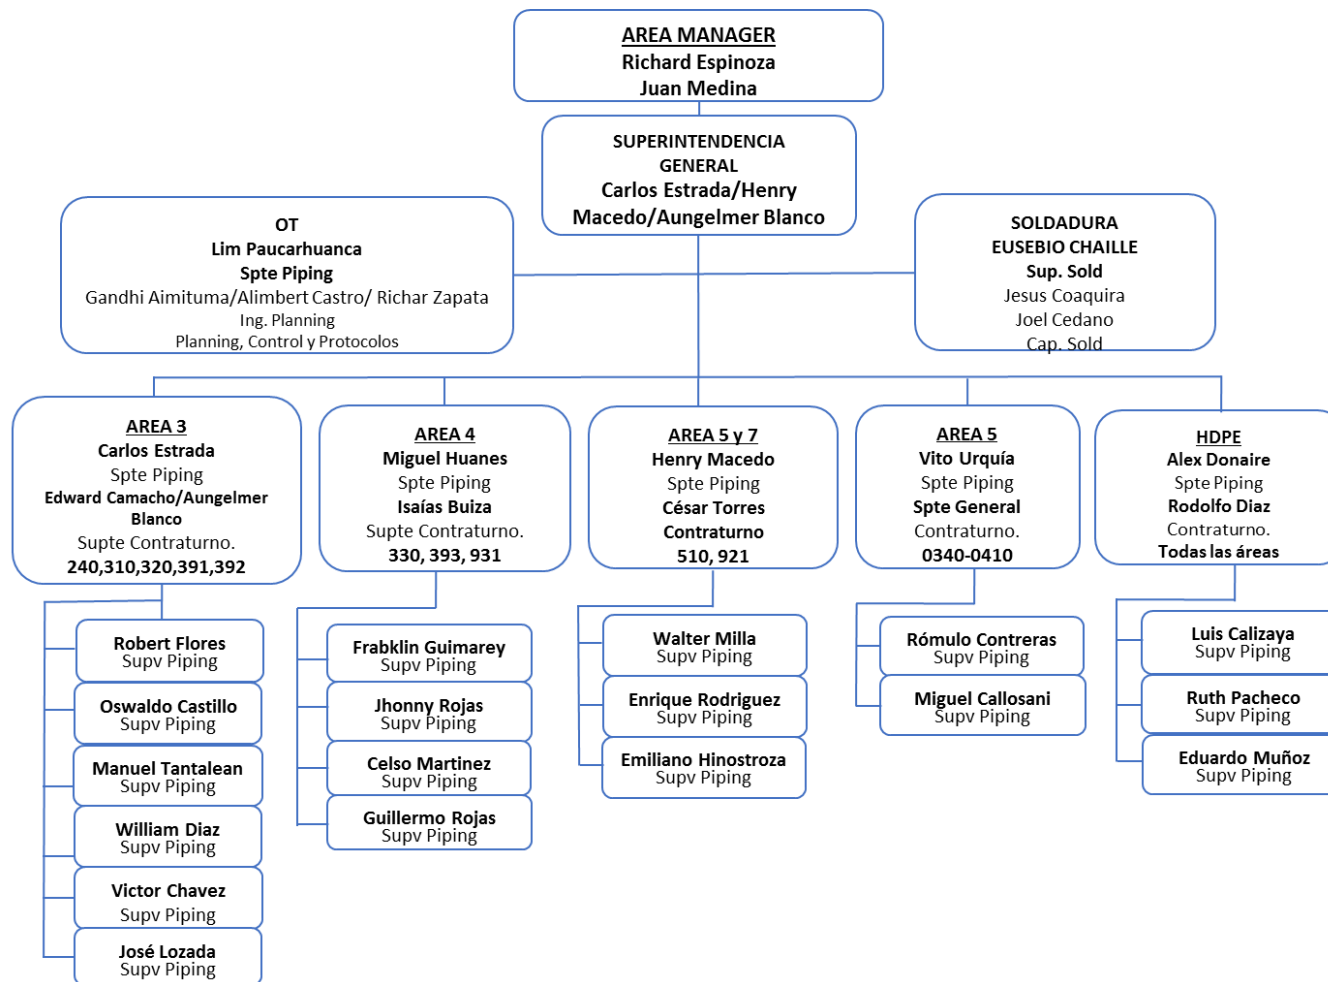 AREA MANAGER
Richard Espinoza
Juan Medina
SUPERINTENDENCIA
GENERAL
Carlos Estrada/Henry
Macedo/Aungelmer Blanco
OT
Lim Paucarhuanca
Spte Piping
Gandhi Aimituma/Alimbert Castro/ Richar Zapata
Ing. Planning
Planning, Control y Protocolos
SOLDADURA
EUSEBIO CHAILLE
Sup. Sold
Jesus Coaquira
Joel Cedano
Cap. Sold
AREA 3
Carlos Estrada
Spte Piping
Edward Camacho/Aungelmer
Blanco
Supte Contraturno.
240,310,320,391,392
Robert Flores
Supv Piping
Oswaldo Castillo
Supv Piping
Manuel Tantalean
Supv Piping
William Diaz
Supv Piping
Victor Chavez
Supv Piping
José Lozada
Supv Piping
AREA 4
Miguel Huanes
Spte Piping
Isaías Buiza
Supte Contraturno.
330, 393, 931
Frabklin Guimarey
Supv Piping
Jhonny Rojas
Supv Piping
Celso Martinez
Supv Piping
Guillermo Rojas
Supv Piping
AREA 5 y 7
Henry Macedo
Spte Piping
César Torres
Contraturno
510, 921
Walter Milla
Supv Piping
Enrique Rodriguez
Supv Piping
Emiliano Hinostroza
Supv Piping
AREA 5
Vito Urquía
Spte Piping
Spte General
Contraturno.
0340-0410
Rómulo Contreras
Supv Piping
Miguel Callosani
Supv Piping
HDPE
Alex Donaire
Spte Piping
Rodolfo Diaz
Contraturno.
Todas las áreas
Luis Calizaya
Supv Piping
Ruth Pacheco
Supv Piping
Eduardo Muñoz
Supv Piping